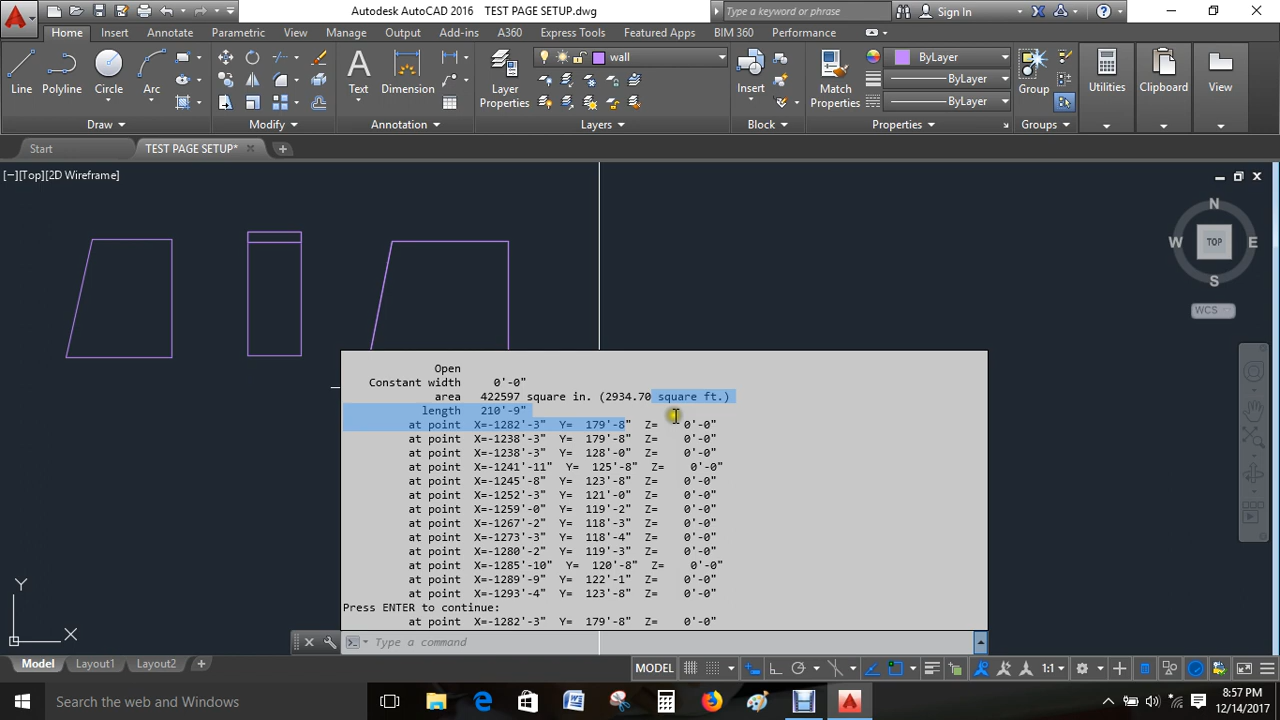 Autodesk AutoCAD 2016 TEST PAGE SETUP.dwg
Type a keyword or phrase
Sign In
Home Insert Annotate Parametric View Manage Output Add-ins A360 Express Tools Featured Apps BIM 360 Performance
wall
ByLayer
ByLayer
ByLayer
Line Polyline Circle Arc Text Dimension Layer Properties Insert Match Properties Group Utilities Clipboard View
Draw Modify Annotation Layers Block Properties Groups
Start TEST PAGE SETUP*
[−][Top][2D Wireframe]
N
W TOP E
S
WCS
Open
Constant width 0'-0"
area 422597 square in. (2934.70 square ft.)
length 210'-9"
at point X=-1282'-3" Y= 179'-8" Z= 0'-0"
at point X=-1238'-3" Y= 179'-8" Z= 0'-0"
at point X=-1238'-3" Y= 128'-0" Z= 0'-0"
at point X=-1241'-11" Y= 125'-8" Z= 0'-0"
at point X=-1245'-8" Y= 123'-8" Z= 0'-0"
at point X=-1252'-3" Y= 121'-0" Z= 0'-0"
at point X=-1259'-0" Y= 119'-2" Z= 0'-0"
at point X=-1267'-2" Y= 118'-3" Z= 0'-0"
at point X=-1273'-3" Y= 118'-4" Z= 0'-0"
at point X=-1280'-2" Y= 119'-3" Z= 0'-0"
at point X=-1285'-10" Y= 120'-8" Z= 0'-0"
at point X=-1289'-9" Y= 122'-1" Z= 0'-0"
at point X=-1293'-4" Y= 123'-8" Z= 0'-0"
Press ENTER to continue:
at point X=-1282'-3" Y= 179'-8" Z= 0'-0"
Type a command
Y
X
Model Layout1 Layout2
MODEL 1:1
Search Windows
8:57 PM
12/14/2017